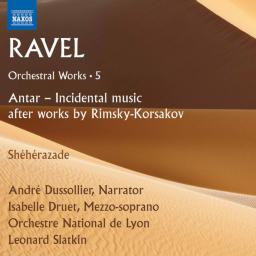 NAXOS
RAVEL
Orchestral Works • 5
Antar – Incidental music
after works by Rimsky-Korsakov
Shéhérazade
André Dussollier, Narrator
Isabelle Druet, Mezzo-soprano
Orchestre National de Lyon
Leonard Slatkin